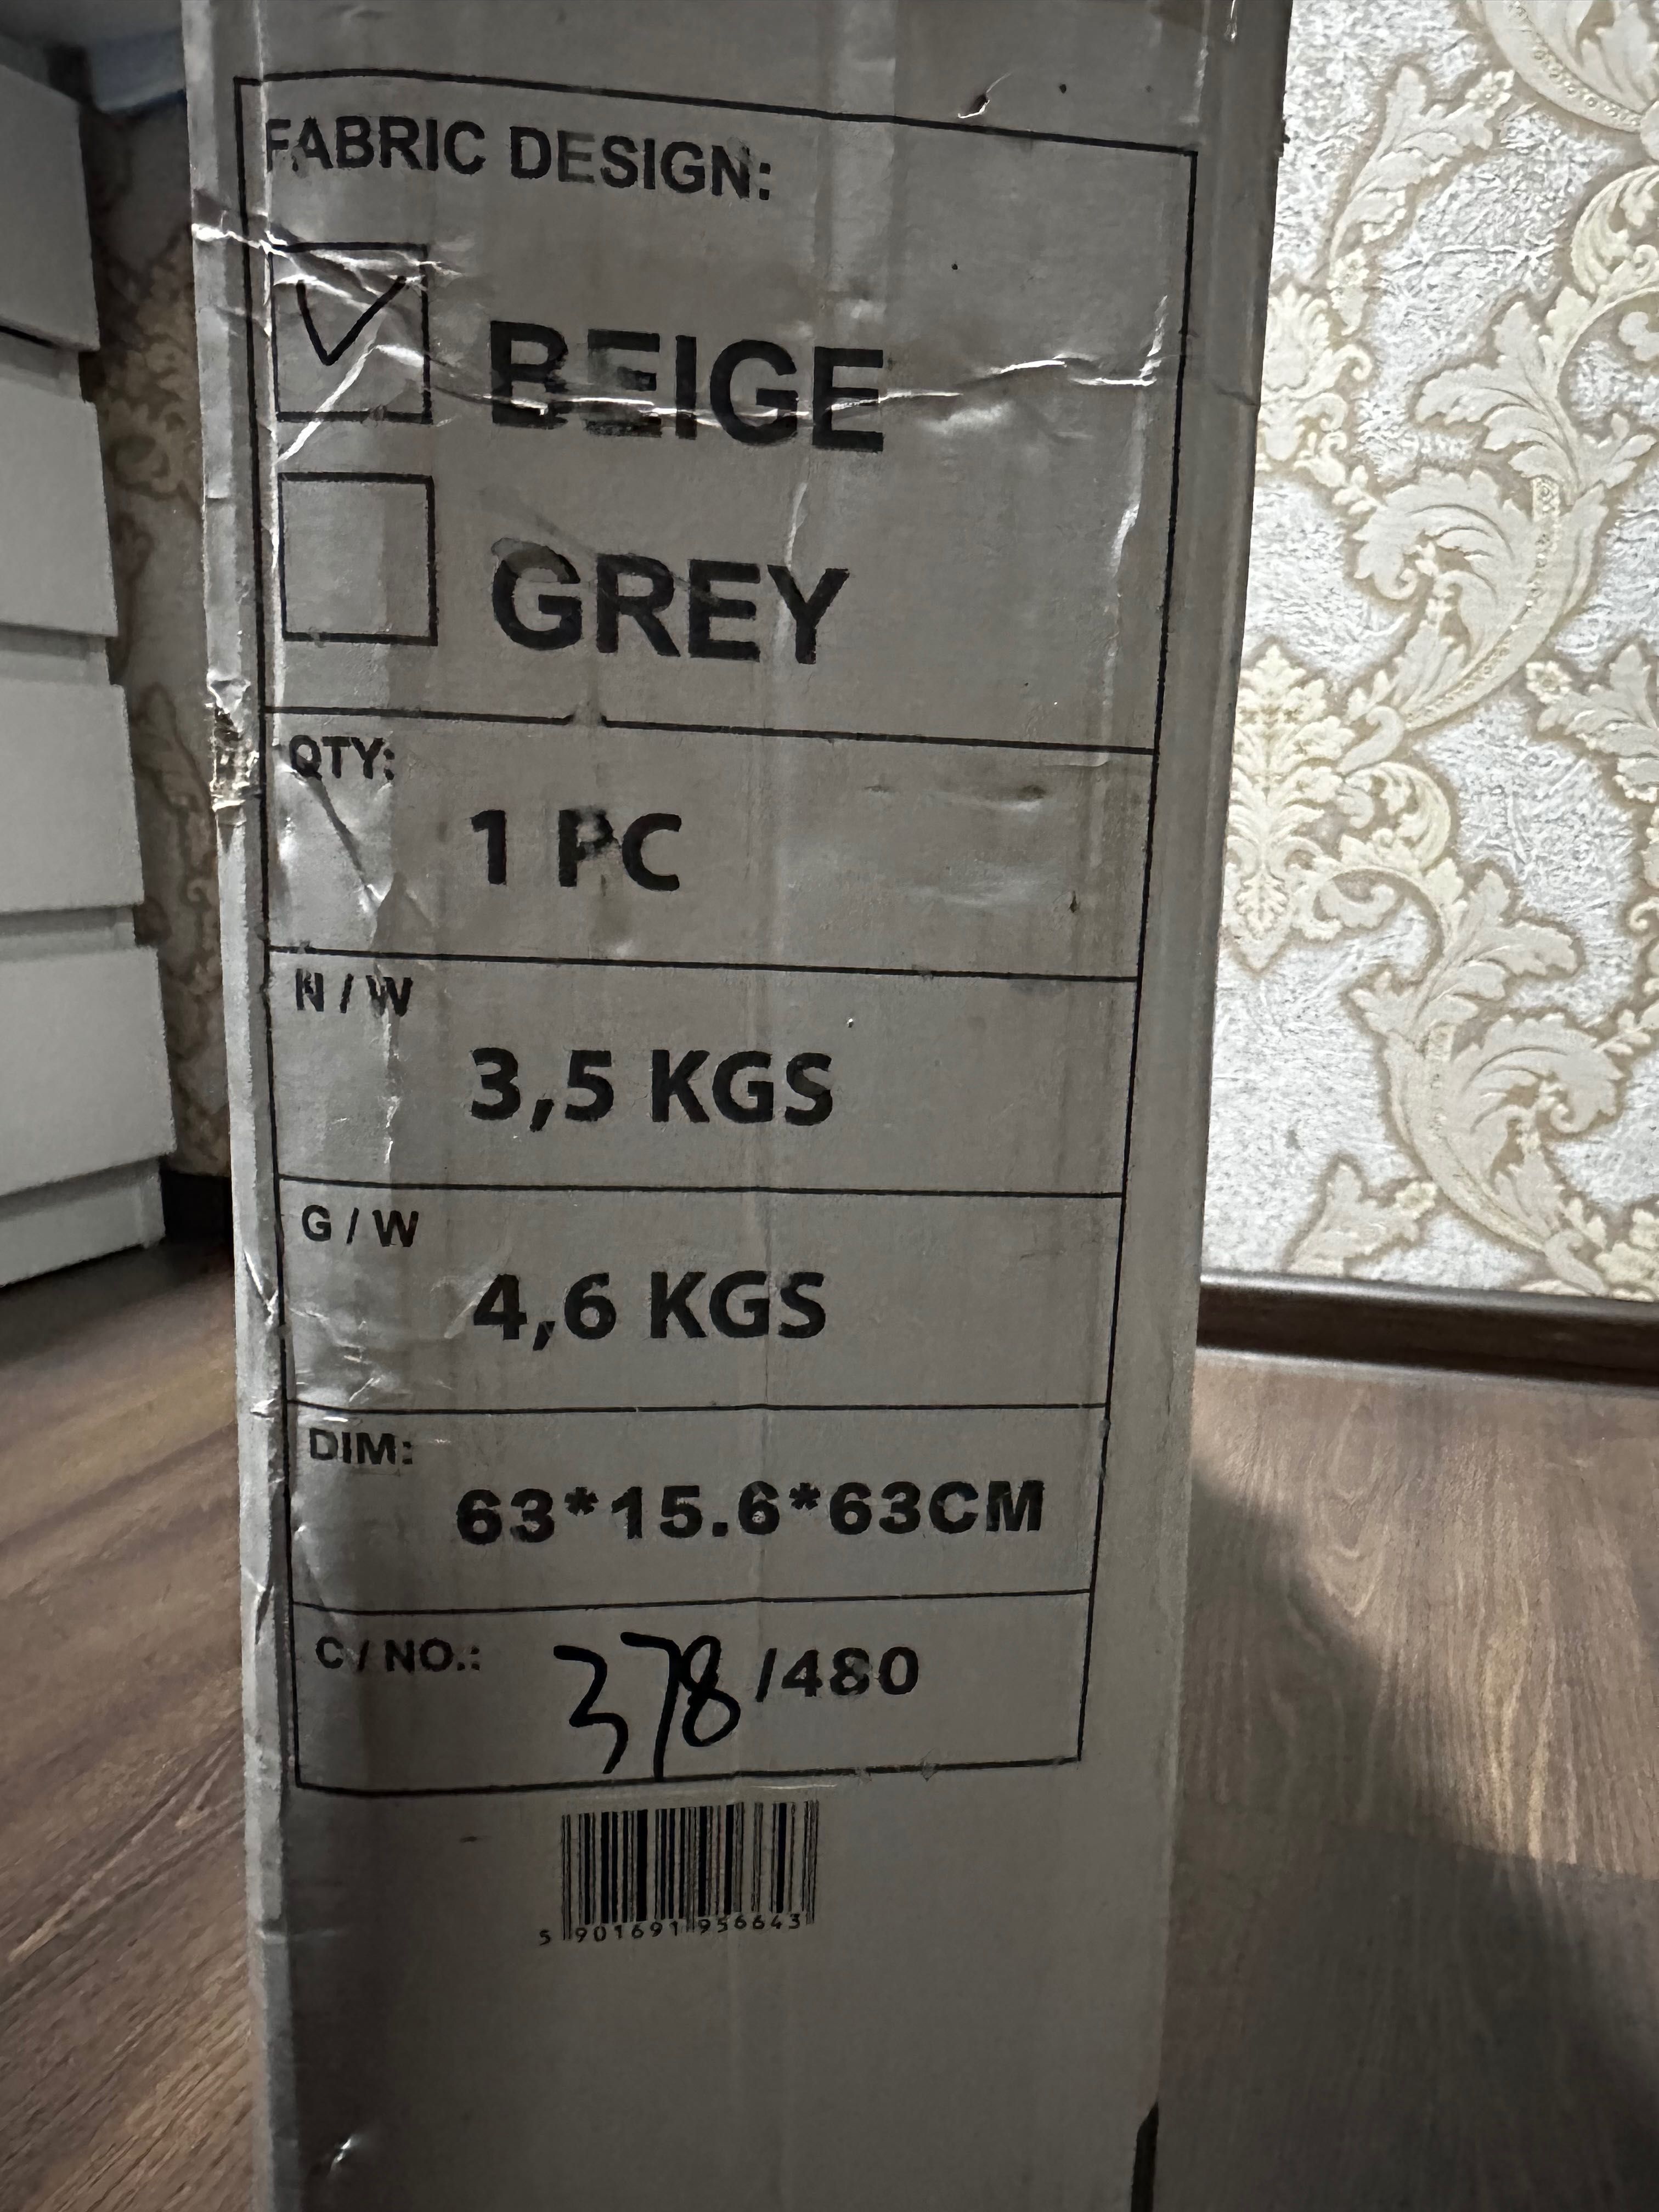 FABRIC DESIGN:
BEIGE
GREY
QTY:
1 PC
N / W
3,5 KGS
G / W
4,6 KGS
DIM:
63*15.6*63CM
C / NO.: 378 /480
5 901691 956643